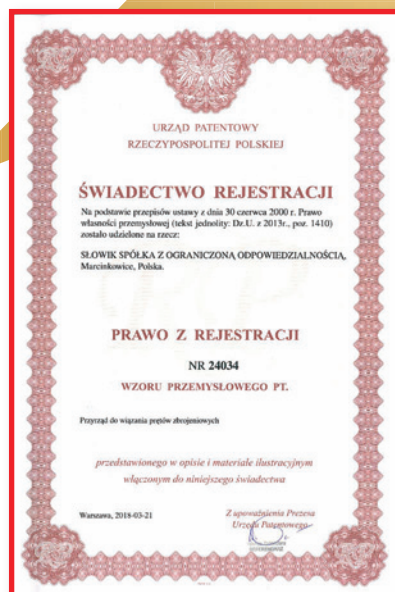 URZĄD PATENTOWY
RZECZYPOSPOLITEJ POLSKIEJ
ŚWIADECTWO REJESTRACJI
Na podstawie przepisów ustawy z dnia 30 czerwca 2000 r. Prawo
własności przemysłowej (tekst jednolity: Dz.U. z 2013r., poz. 1410)
zostało udzielone na rzecz:
SŁOWIK SPÓŁKA Z OGRANICZONĄ ODPOWIEDZIALNOŚCIĄ,
Marcinkowice, Polska.
PRAWO Z REJESTRACJI
NR 24034
WZORU PRZEMYSŁOWEGO PT.
Przyrząd do wiązania prętów zbrojeniowych
przedstawionego w opisie i materiale ilustracyjnym
włączonym do niniejszego świadectwa
Warszawa, 2018-03-21
Z upoważnienia Prezesa
Urzędu Patentowego